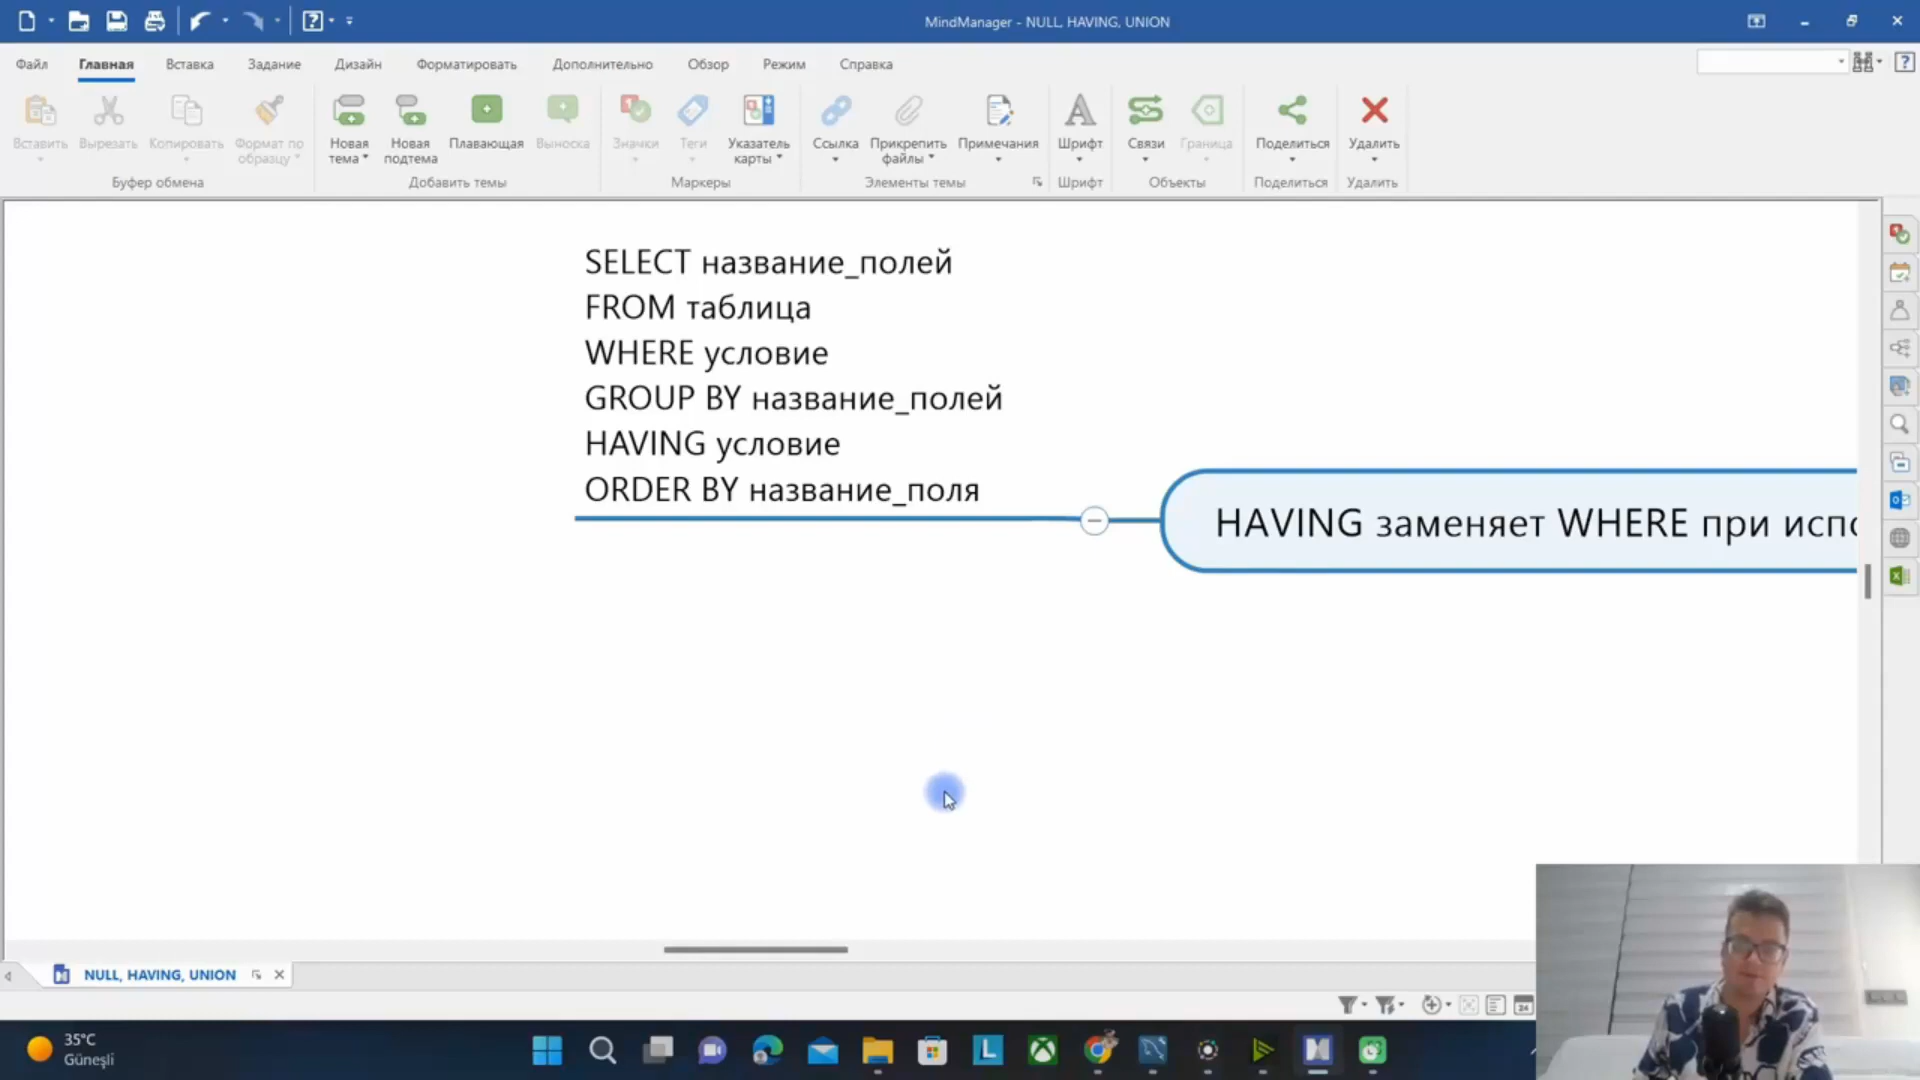 MindManager - NULL, HAVING, UNION
Файл Главная Вставка Задание Дизайн Форматировать Дополнительно Обзор Режим Справка
Вставить Вырезать Копировать Формат по образцу
Новая тема Новая подтема Плавающая Выноска
Значки Теги Указатель карты
Ссылка Прикрепить файлы Примечания
Шрифт
Связи Граница
Поделиться
Удалить
Буфер обмена Добавить темы Маркеры Элементы темы Шрифт Объекты Поделиться Удалить
SELECT название_полей
FROM таблица
WHERE условие
GROUP BY название_полей
HAVING условие
ORDER BY название_поля
HAVING заменяет WHERE при испо
NULL, HAVING, UNION
35°C
Güneşli